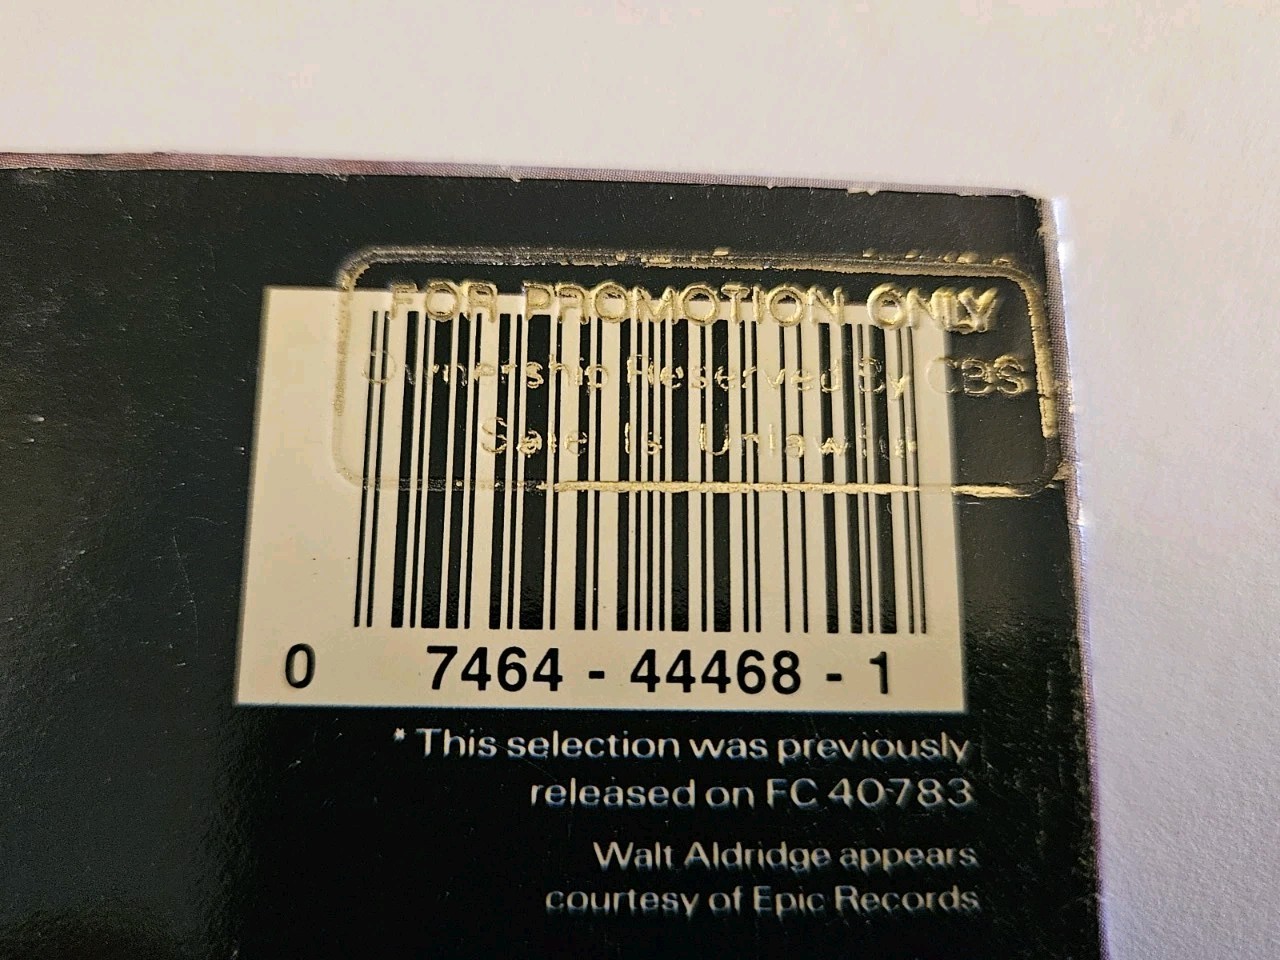 FOR PROMOTION ONLY
Ownership Reserved By CBS
Sale Is Unlawful
0 7464 - 44468 - 1
* This selection was previously
released on FC 40783
Walt Aldridge appears
courtesy of Epic Records